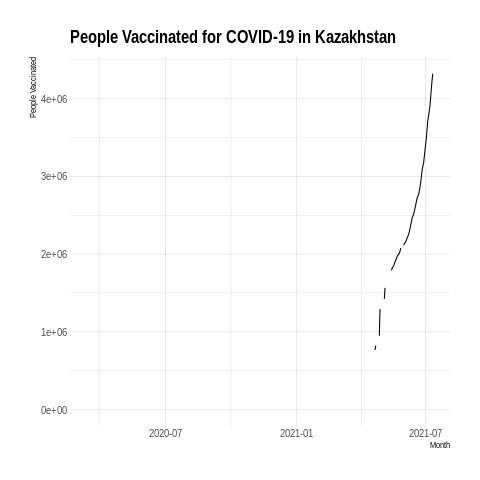 People Vaccinated for COVID-19 in Kazakhstan
People Vaccinated
4e+06
3e+06
2e+06
1e+06
0e+00
2020-07 2021-01 2021-07
Month